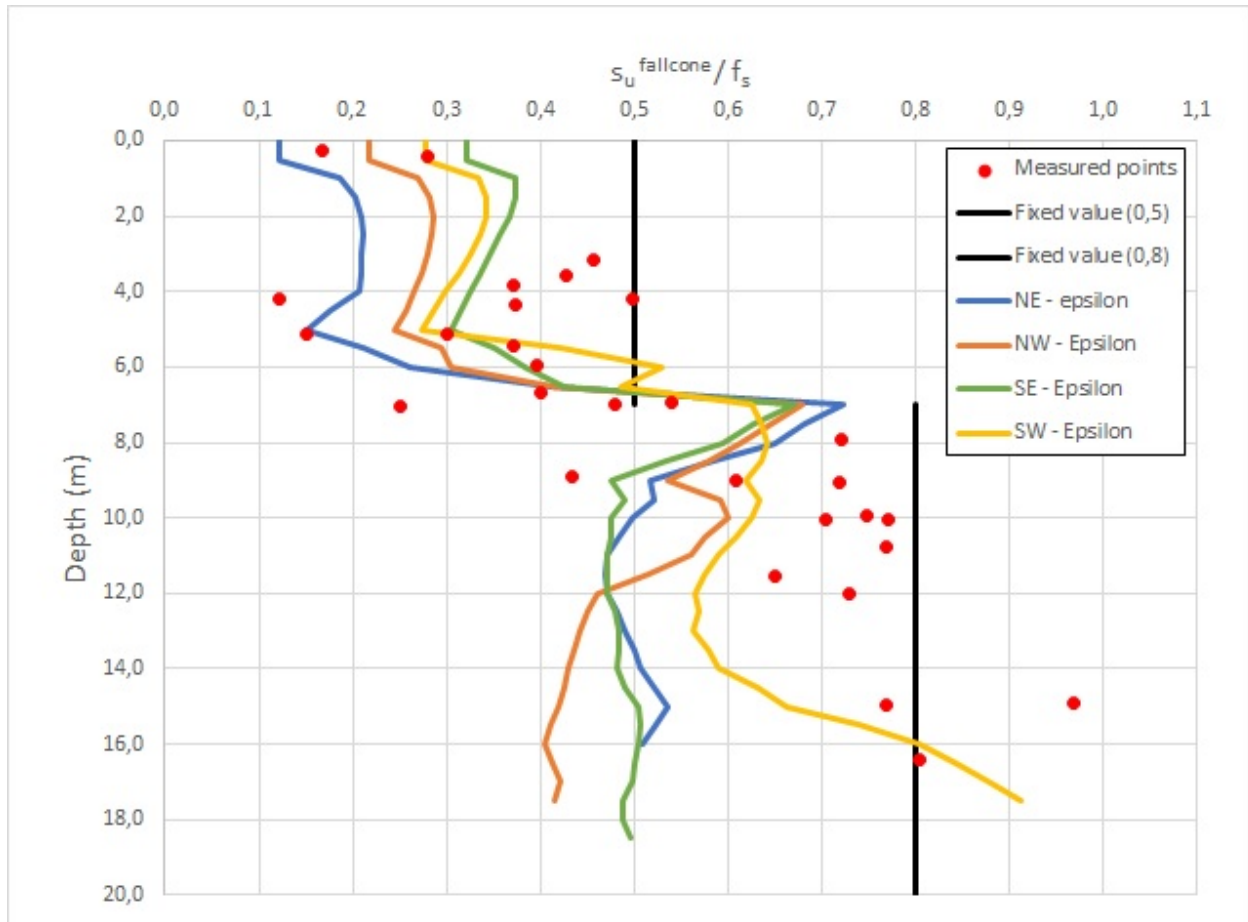 s_u^fallcone / f_s
0,0 0,1 0,2 0,3 0,4 0,5 0,6 0,7 0,8 0,9 1,0 1,1
0,0
2,0
4,0
6,0
8,0
10,0
12,0
14,0
16,0
18,0
20,0
Depth (m)
Measured points
Fixed value (0,5)
Fixed value (0,8)
NE - epsilon
NW - Epsilon
SE - Epsilon
SW - Epsilon